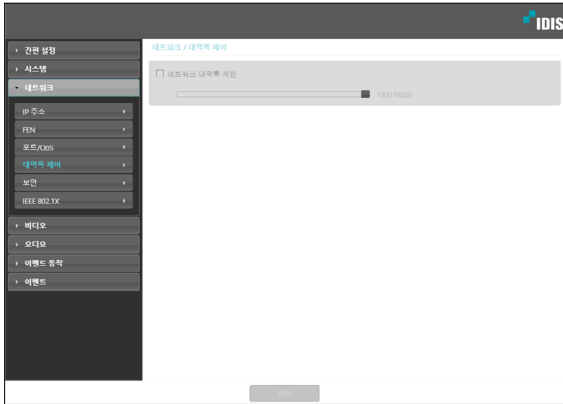 IDIS
간편 설정
시스템
네트워크
IP 주소
FEN
포트/QoS
대역폭 제어
보안
IEEE 802.1X
비디오
오디오
이벤트 동작
이벤트
네트워크 / 대역폭 제어
네트워크 대역폭 제한
1000 Mbps
저장